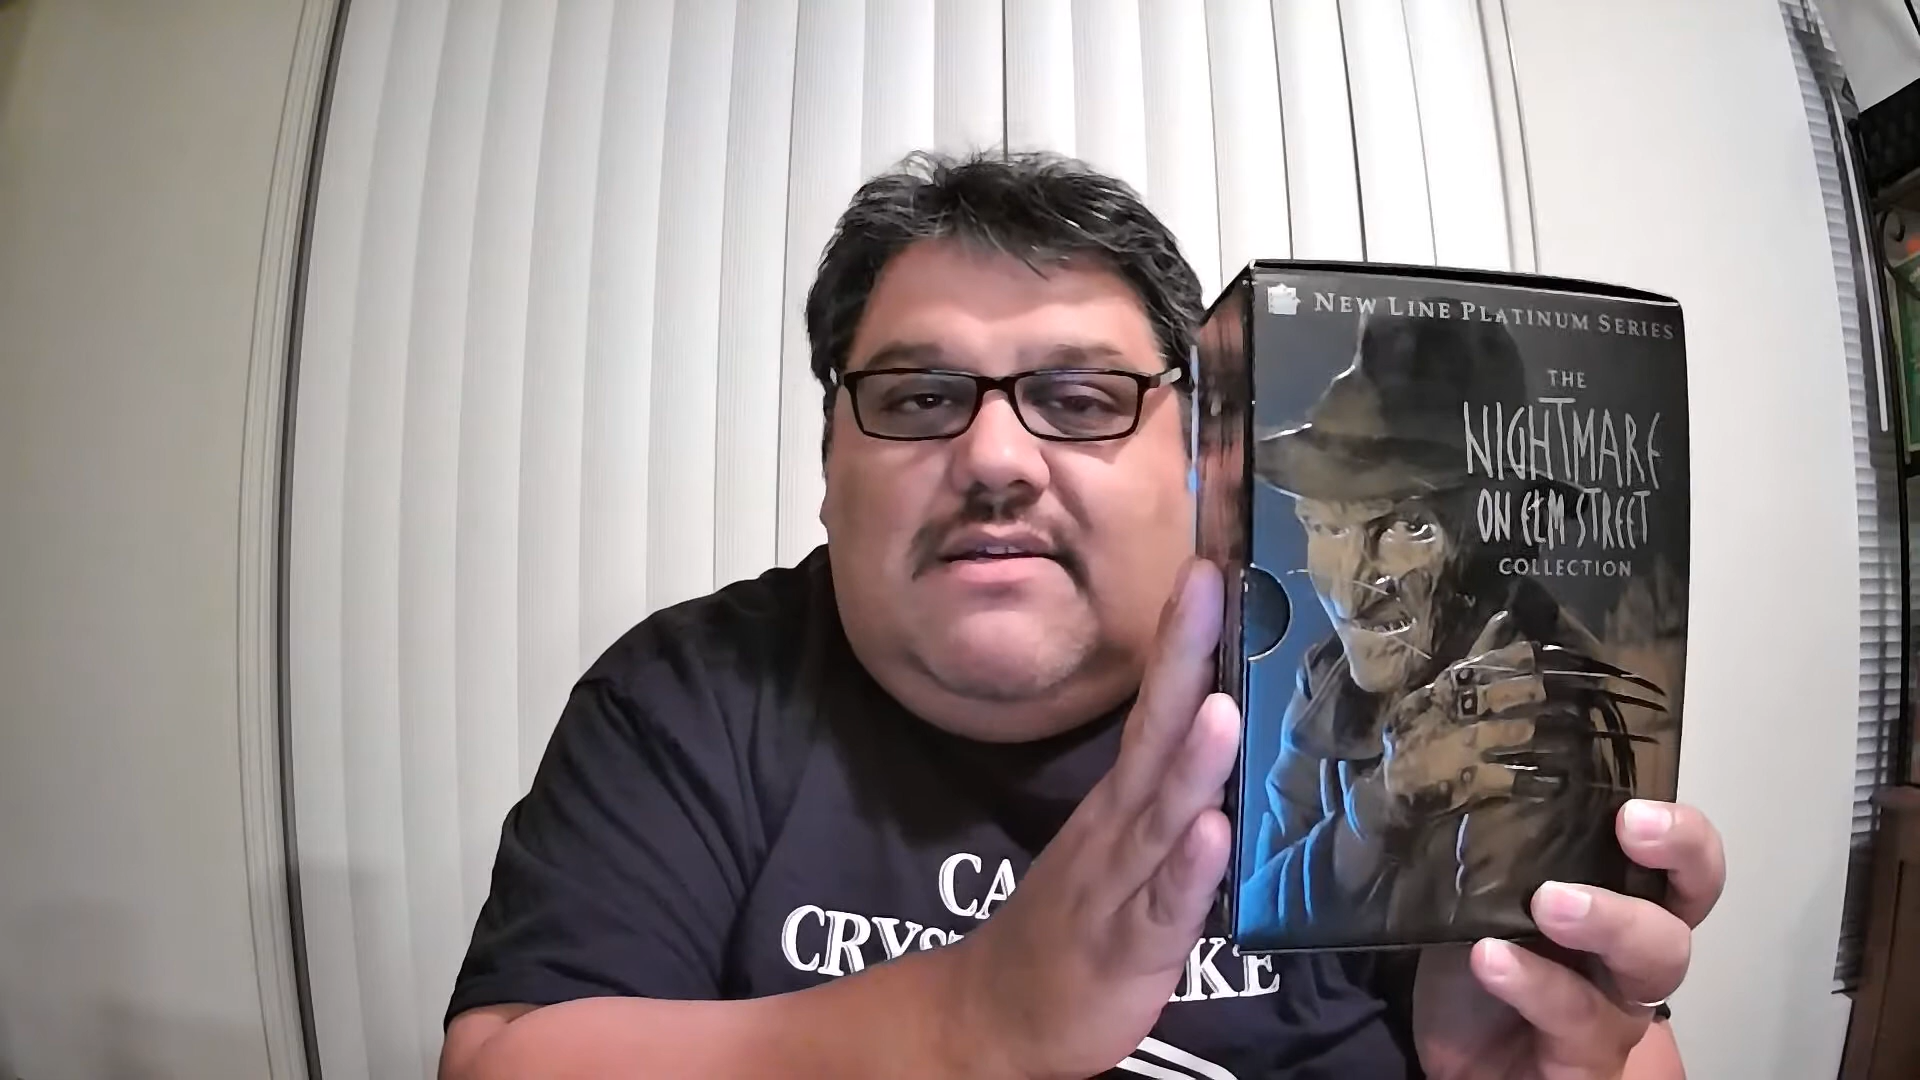 NEW LINE PLATINUM SERIES
THE
NIGHTMARE
ON ELM STREET
COLLECTION
CA
CRYS KE